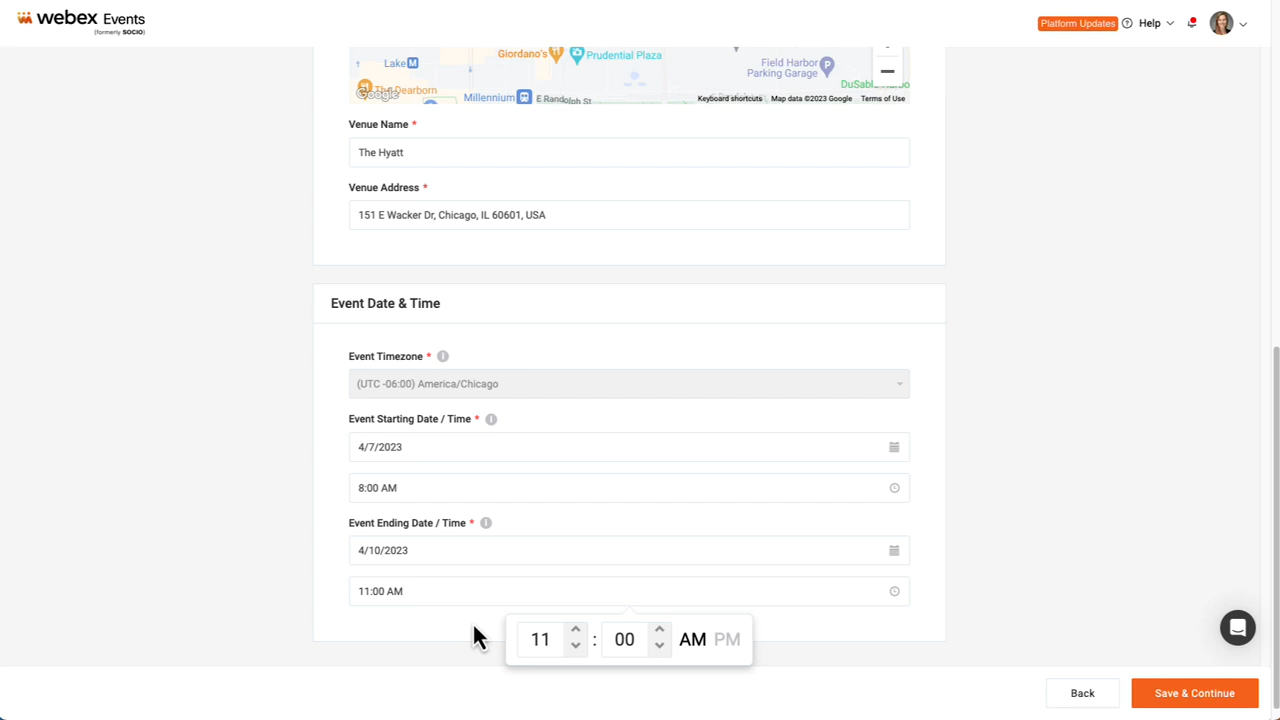 webex Events
(formerly SOCIO)
Platform Updates
Help
Giordano's
Prudential Plaza
Lake
Field Harbor
Parking Garage
The Dearborn
Google
Millennium
E Randolph St
Keyboard shortcuts
Map data ©2023 Google
Terms of Use
Venue Name *
The Hyatt
Venue Address *
151 E Wacker Dr, Chicago, IL 60601, USA
Event Date & Time
Event Timezone *
(UTC -06:00) America/Chicago
Event Starting Date / Time *
4/7/2023
8:00 AM
Event Ending Date / Time *
4/10/2023
11:00 AM
11 : 00 AM PM
Back
Save & Continue